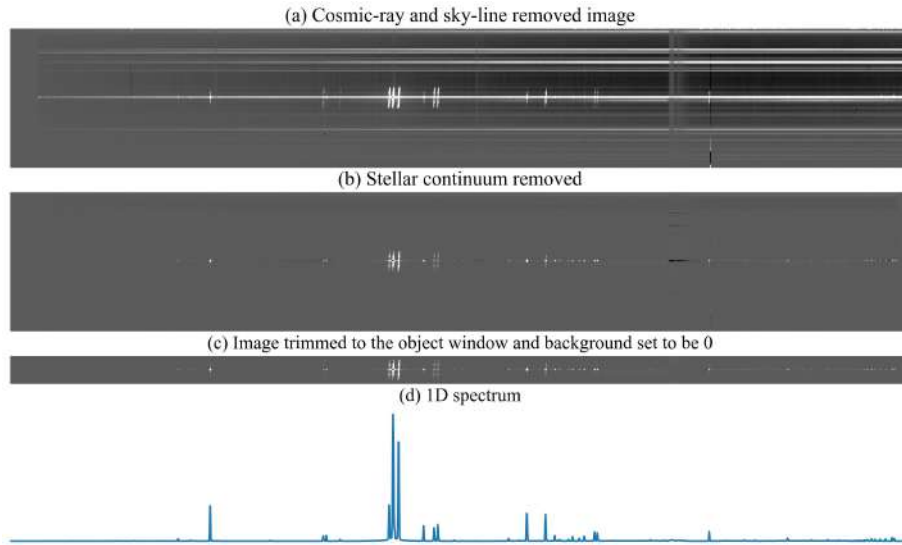 (a) Cosmic-ray and sky-line removed image
(b) Stellar continuum removed
(c) Image trimmed to the object window and background set to be 0
(d) 1D spectrum